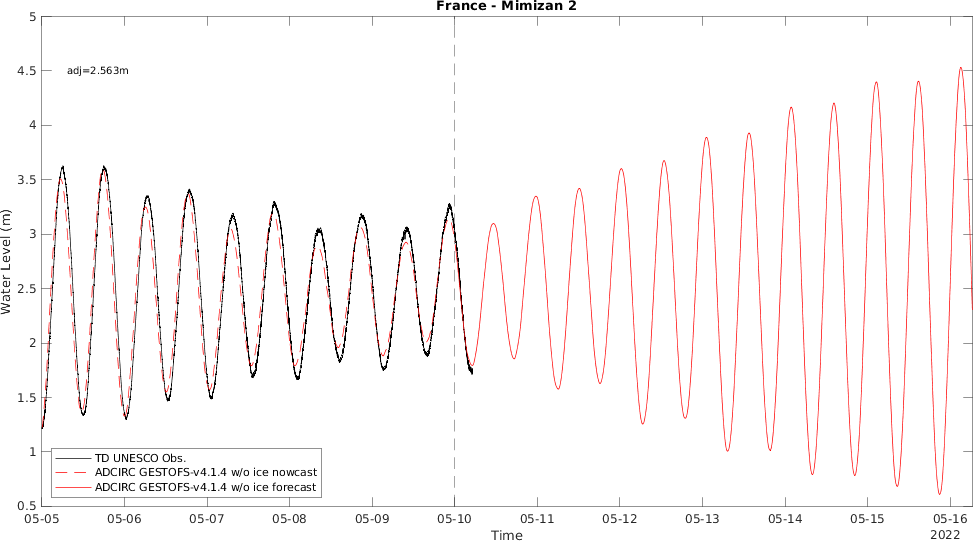 France - Mimizan 2
5
4.5
4
3.5
3
2.5
2
1.5
1
0.5
Water Level (m)
adj=2.563m
TD UNESCO Obs.
ADCIRC GESTOFS-v4.1.4 w/o ice nowcast
ADCIRC GESTOFS-v4.1.4 w/o ice forecast
05-05 05-06 05-07 05-08 05-09 05-10 05-11 05-12 05-13 05-14 05-15 05-16
2022
Time